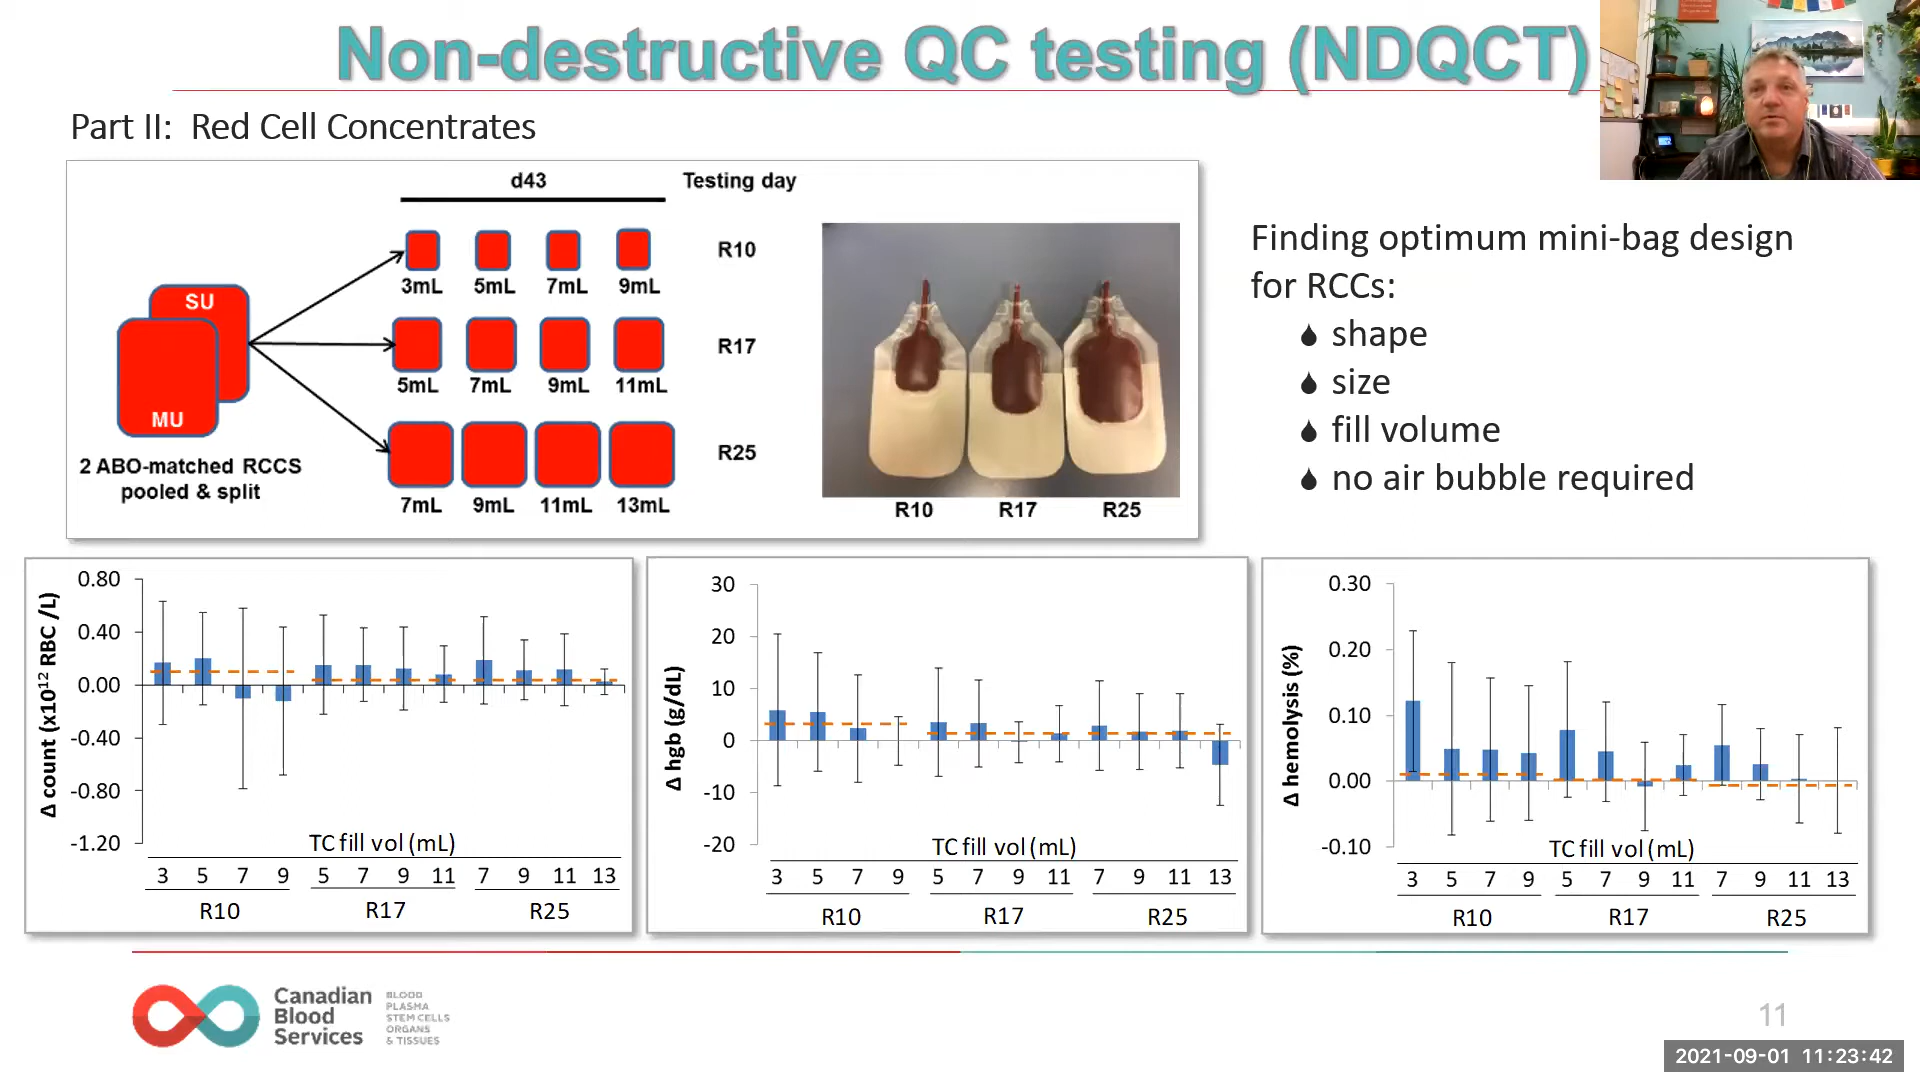 Non-destructive QC testing (NDQCT)
Part II:  Red Cell Concentrates
d43
Testing day
SU
MU
2 ABO-matched RCCS
pooled & split
3mL 5mL 7mL 9mL
R10
5mL 7mL 9mL 11mL
R17
7mL 9mL 11mL 13mL
R25
R10 R17 R25
Finding optimum mini-bag design
for RCCs:
shape
size
fill volume
no air bubble required
Δ count (x10¹² RBC /L)
0.80
0.40
0.00
-0.40
-0.80
-1.20
TC fill vol (mL)
3 5 7 9 5 7 9 11 7 9 11 13
R10 R17 R25
Δ hgb (g/dL)
30
20
10
0
-10
-20
TC fill vol (mL)
3 5 7 9 5 7 9 11 7 9 11 13
R10 R17 R25
Δ hemolysis (%)
0.30
0.20
0.10
0.00
-0.10
TC fill vol (mL)
3 5 7 9 5 7 9 11 7 9 11 13
R10 R17 R25
Canadian
Blood
Services
BLOOD
PLASMA
STEM CELLS
ORGANS
& TISSUES
11
2021-09-01 11:23:42